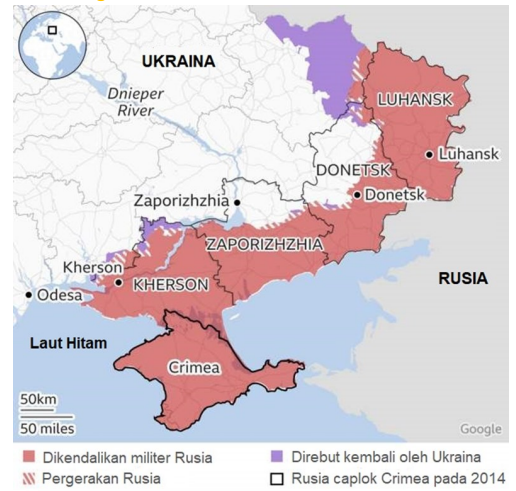 UKRAINA
Dnieper
River
LUHANSK
Luhansk
DONETSK
Donetsk
Zaporizhzhia
ZAPORIZHZHIA
Kherson
KHERSON
RUSIA
Odesa
Laut Hitam
Crimea
50km
50 miles
Google
Dikendalikan militer Rusia
Direbut kembali oleh Ukraina
Pergerakan Rusia
Rusia caplok Crimea pada 2014